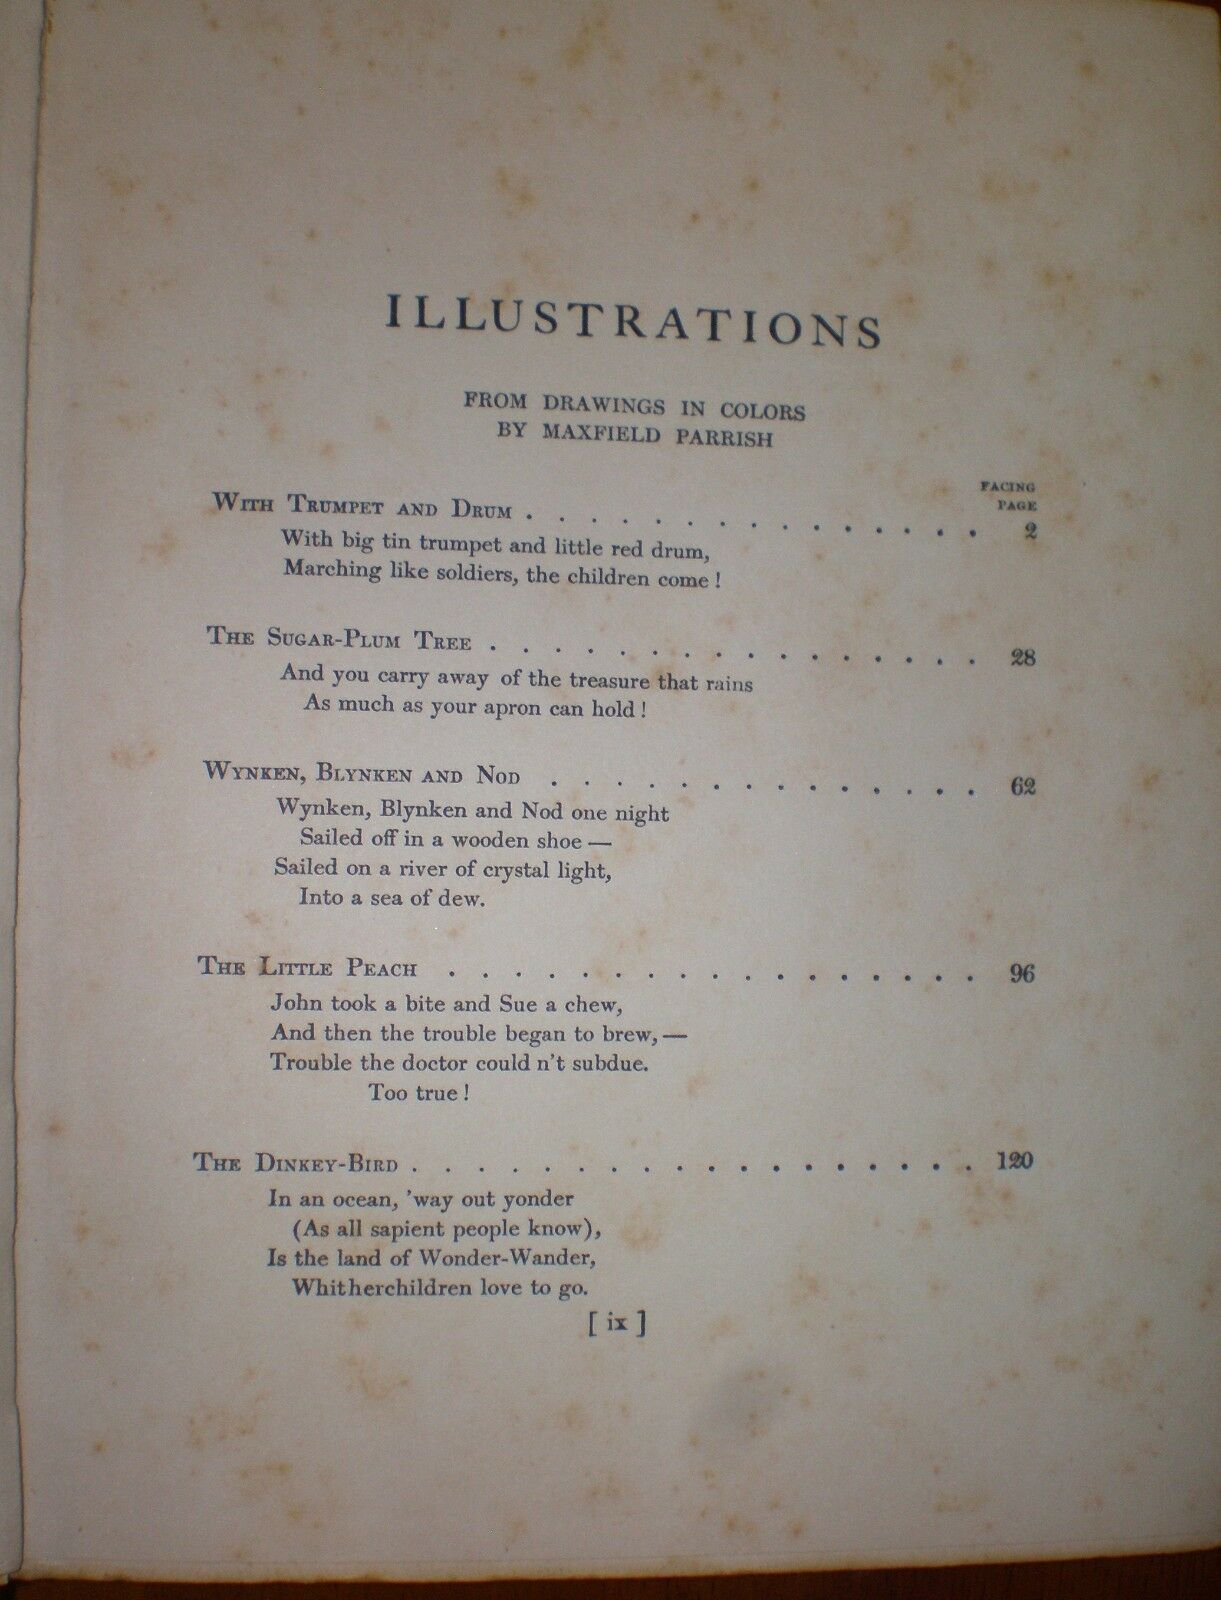 ILLUSTRATIONS
FROM DRAWINGS IN COLORS
BY MAXFIELD PARRISH
FACING
PAGE
WITH TRUMPET AND DRUM . . . . . . . . . . . . . . 2
With big tin trumpet and little red drum,
Marching like soldiers, the children come!
THE SUGAR-PLUM TREE . . . . . . . . . . . . . . . 28
And you carry away of the treasure that rains
As much as your apron can hold!
WYNKEN, BLYNKEN AND NOD . . . . . . . . . . . . . 62
Wynken, Blynken and Nod one night
Sailed off in a wooden shoe —
Sailed on a river of crystal light,
Into a sea of dew.
THE LITTLE PEACH . . . . . . . . . . . . . . . . . 96
John took a bite and Sue a chew,
And then the trouble began to brew, —
Trouble the doctor could n't subdue.
Too true!
THE DINKEY-BIRD . . . . . . . . . . . . . . . . . . 120
In an ocean, 'way out yonder
(As all sapient people know),
Is the land of Wonder-Wander,
Whitherchildren love to go.
[ ix ]